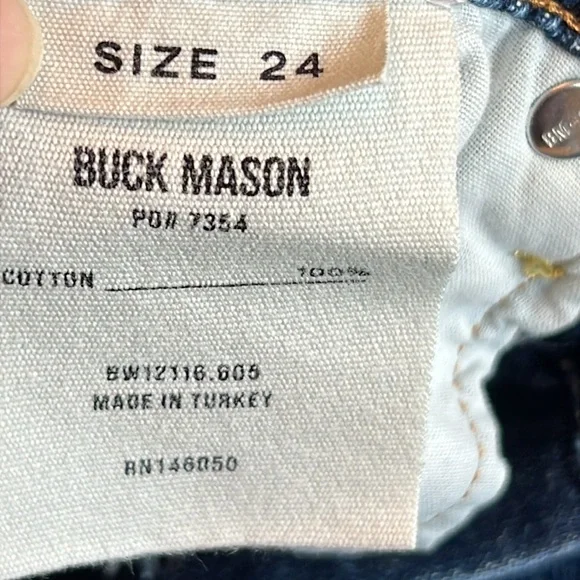 SIZE 24
BUCK MASON
PO# 7354
COTTON 100%
BW12116.605
MADE IN TURKEY
RN146050